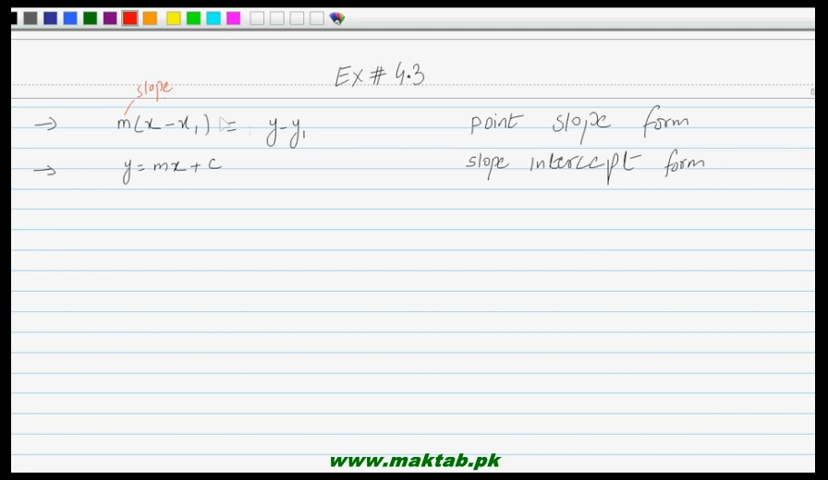 Ex # 4.3
slope
→ m(x-x₁) = y-y₁ point slope form
→ y = mx + c slope intercept form
www.maktab.pk